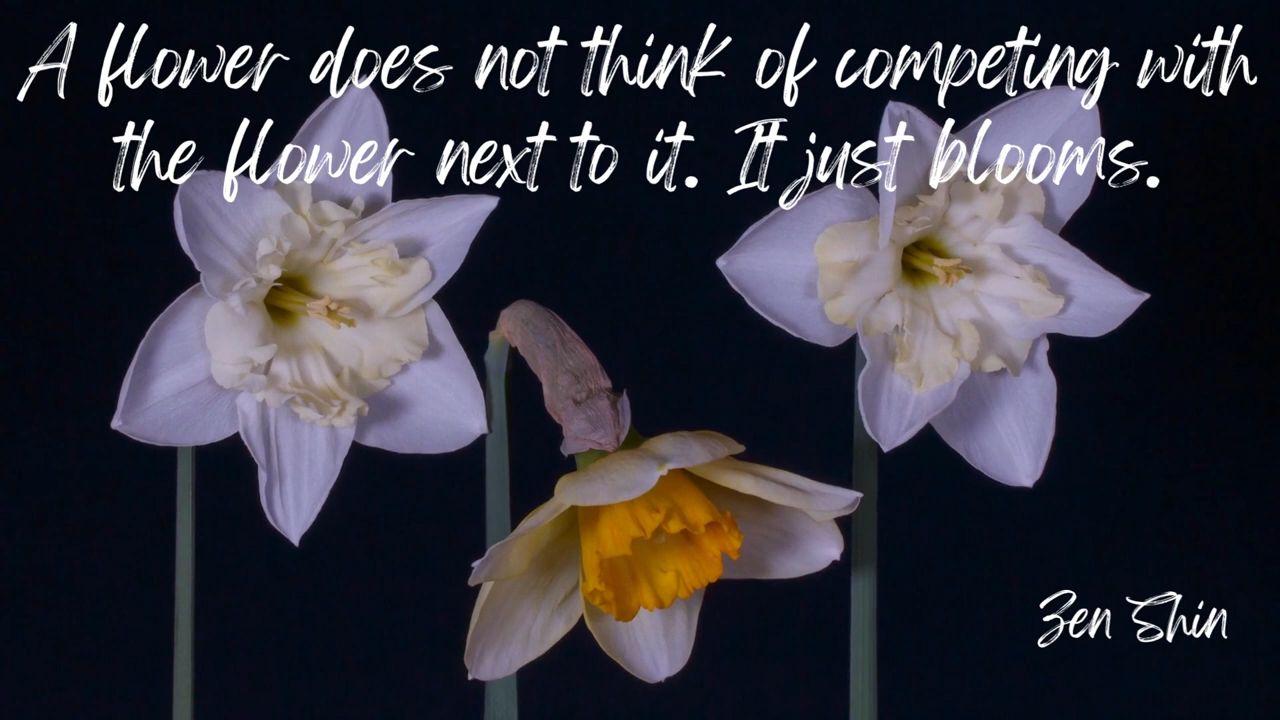 A flower does not think of competing with
the flower next to it. It just blooms.
Zen Shin